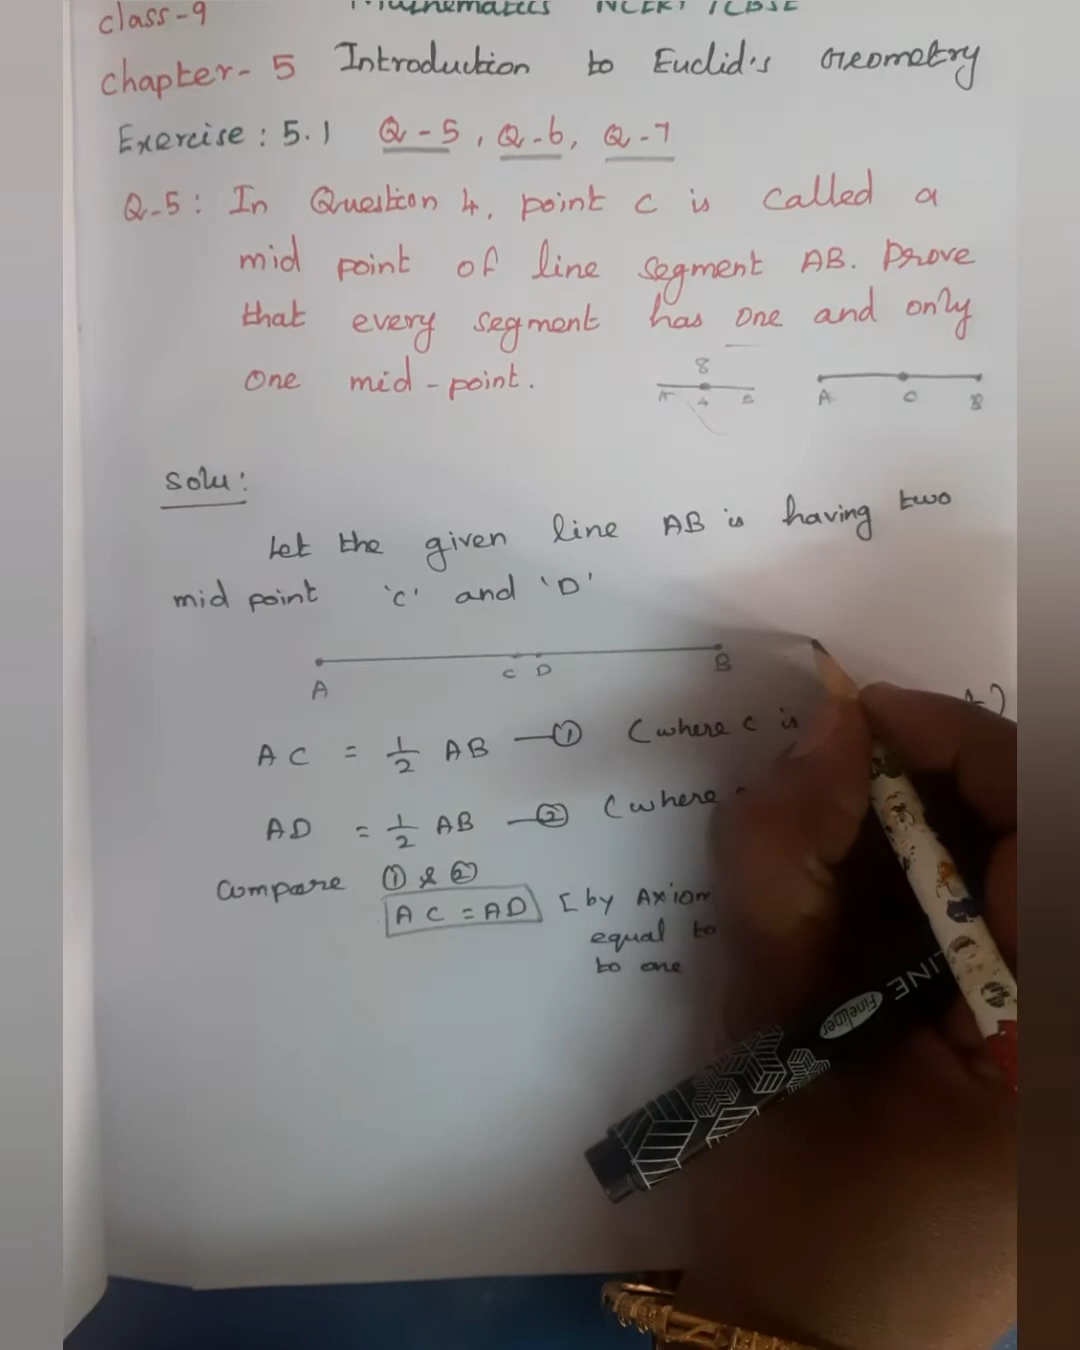 class-9 Mathematics NCERT / CBSE
Chapter- 5 Introduction to Euclid's Geometry
Exercise : 5.1 Q-5, Q-6, Q-7
Q-5: In Question 4, point C is called a
mid point of line segment AB. Prove
that every segment has one and only
one mid-point.
8
A 4 B
A C B
Solu:
Let the given line AB is having two
mid point 'C' and 'D'
A C D B
AC = 1/2 AB —① (where C is
AD = 1/2 AB —② (where
Compare ① & ②
AC = AD [by Axiom
equal to
to one
LINE
Fineliner